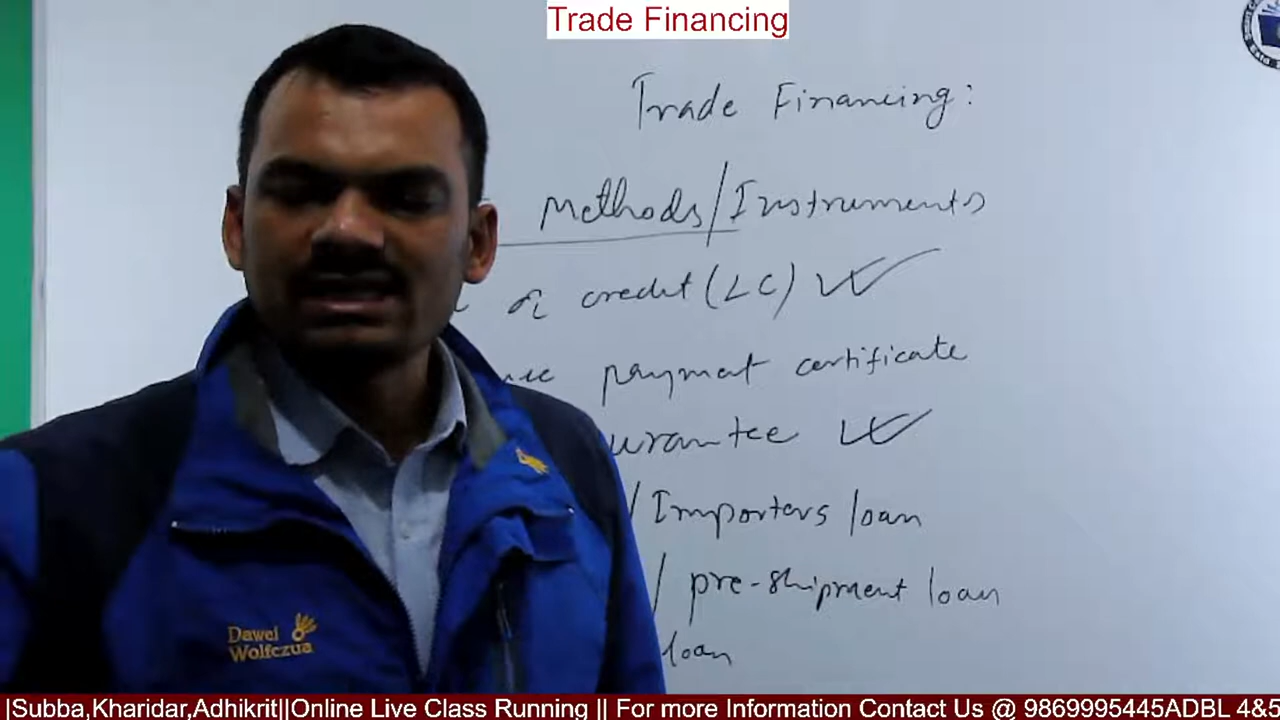 Trade Financing
Trade Financing:
Methods/Instruments
of credit (LC)
payment certificate
urantee
/ Importers loan
/ pre-shipment loan
loan
Dawei
Wolfczua
|Subba,Kharidar,Adhikrit||Online Live Class Running || For more Information Contact Us @ 9869995445ADBL 4&5